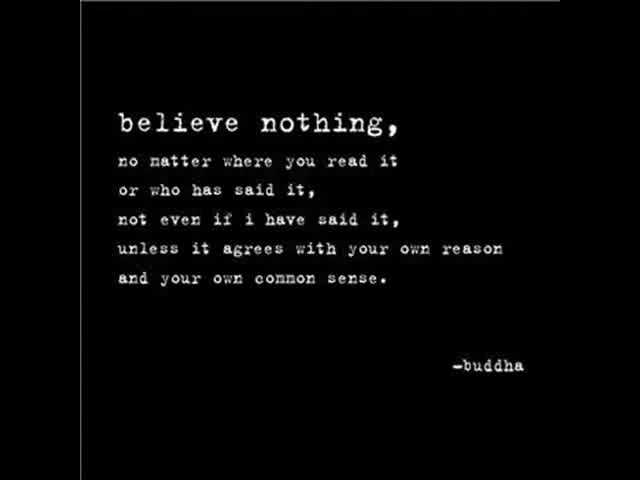 believe nothing,
no matter where you read it
or who has said it,
not even if i have said it,
unless it agrees with your own reason
and your own common sense.
—buddha